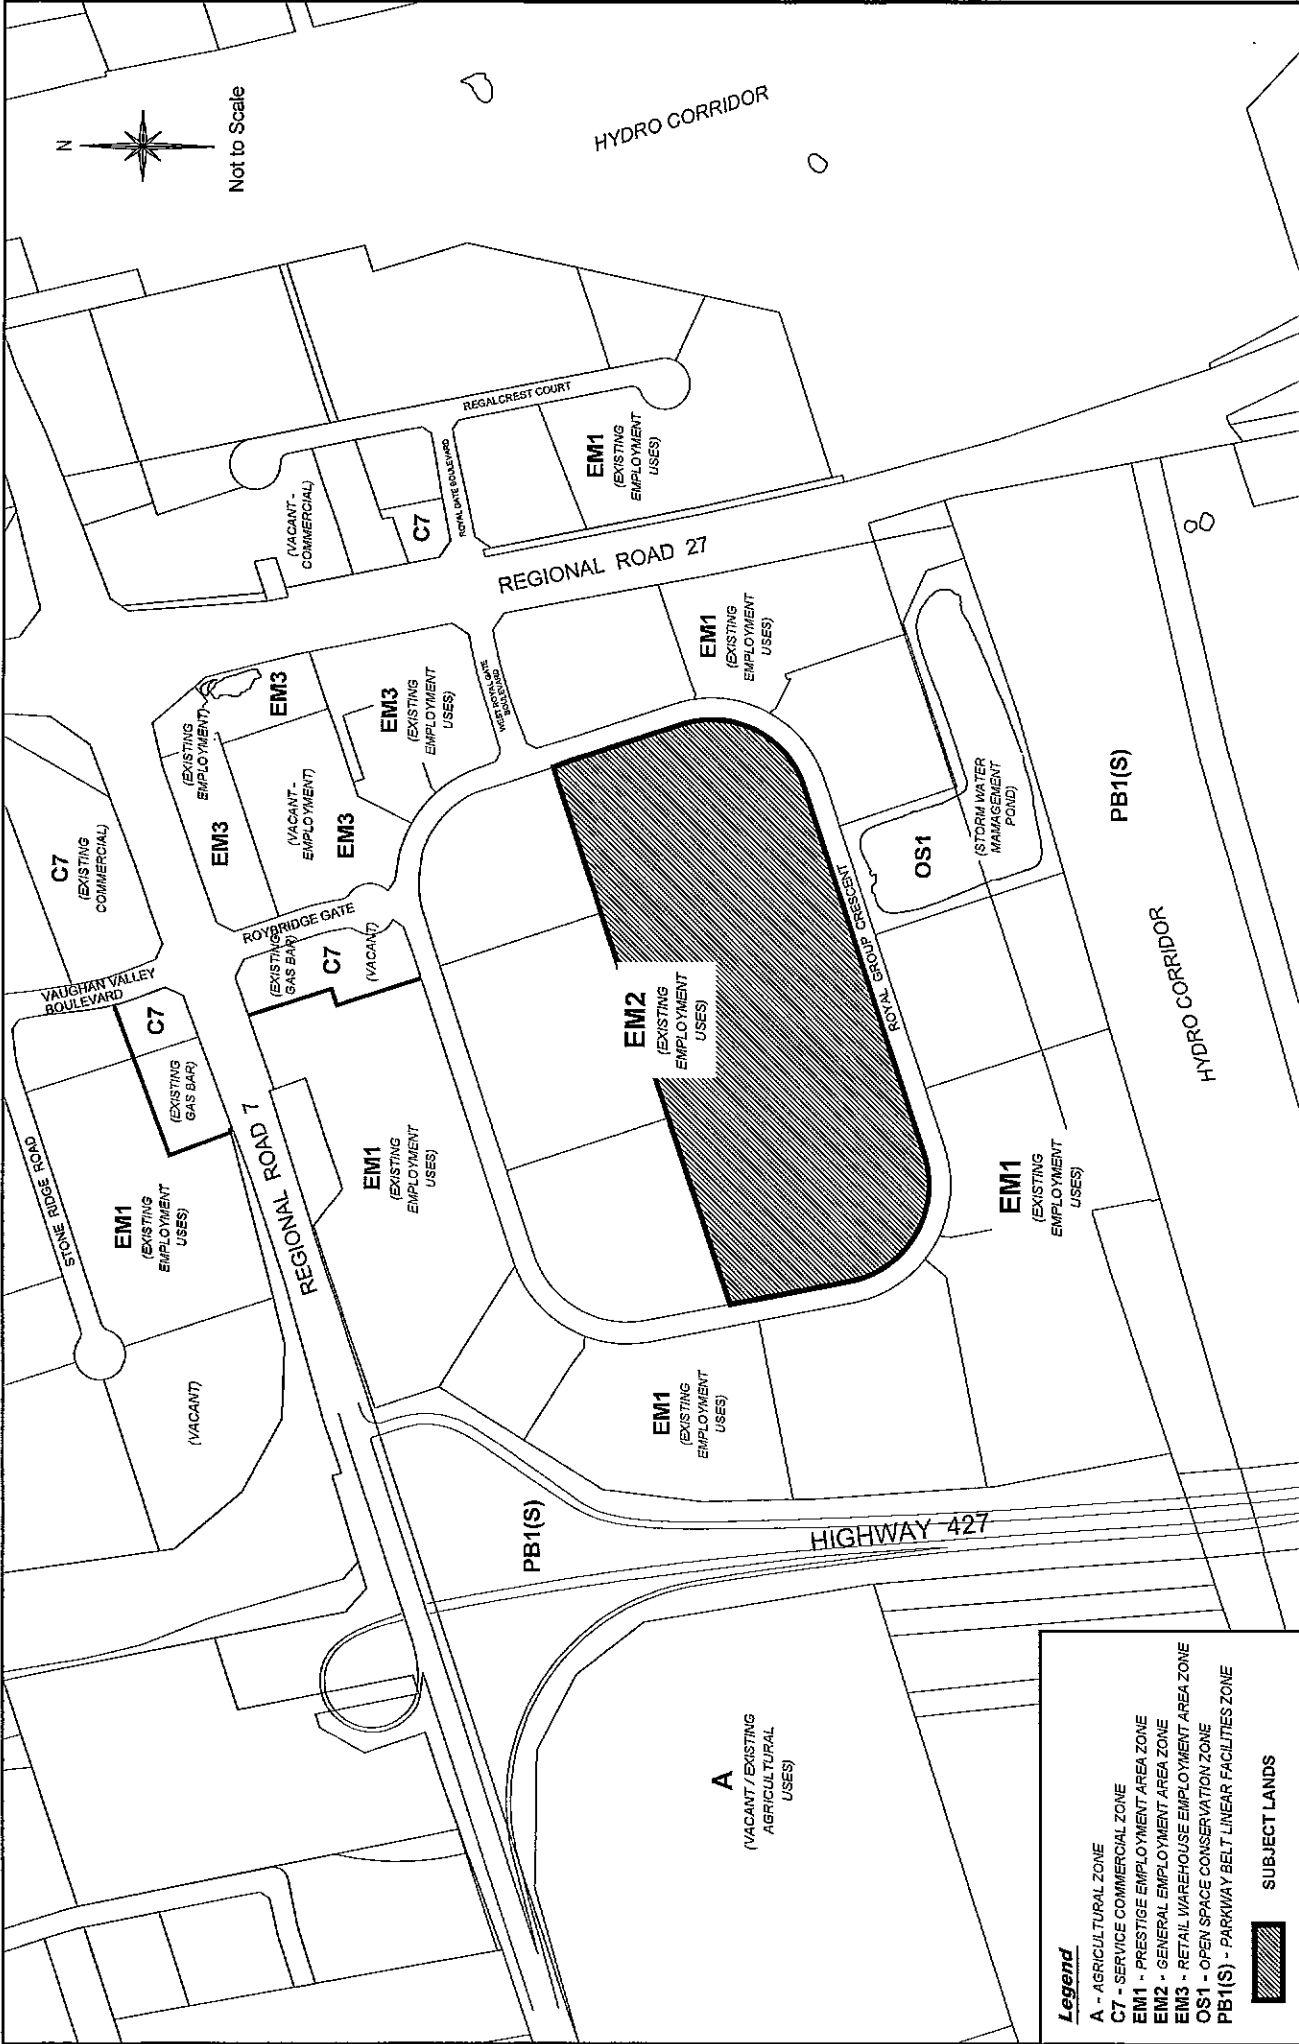 N
Not to Scale
HYDRO CORRIDOR
REGALCREST COURT
ROYAL GATE BOULEVARD
EM1
(EXISTING
EMPLOYMENT
USES)
(VACANT -
COMMERCIAL)
C7
REGIONAL ROAD 27
C7
(EXISTING
COMMERCIAL)
VAUGHAN VALLEY
BOULEVARD
C7
(EXISTING
GAS BAR)
STONE RIDGE ROAD
EM1
(EXISTING
EMPLOYMENT
USES)
(VACANT)
(EXISTING
EMPLOYMENT)
EM3
EM3
(VACANT -
EMPLOYMENT)
EM3
EM3
(EXISTING
EMPLOYMENT
USES)
WEST ROYAL GATE
BOULEVARD
ROYBRIDGE GATE
(EXISTING
GAS BAR)
C7
(VACANT)
REGIONAL ROAD 7
EM1
(EXISTING
EMPLOYMENT
USES)
EM1
(EXISTING
EMPLOYMENT
USES)
EM2
(EXISTING
EMPLOYMENT
USES)
ROYAL GROUP CRESCENT
OS1
(STORM WATER
MAMAGEMENT
POND)
PB1(S)
HYDRO CORRIDOR
EM1
(EXISTING
EMPLOYMENT
USES)
EM1
(EXISTING
EMPLOYMENT
USES)
PB1(S)
HIGHWAY 427
A
(VACANT / EXISTING
AGRICULTURAL
USES)
Legend
A - AGRICULTURAL ZONE
C7 - SERVICE COMMERCIAL ZONE
EM1 - PRESTIGE EMPLOYMENT AREA ZONE
EM2 - GENERAL EMPLOYMENT AREA ZONE
EM3 - RETAIL WAREHOUSE EMPLOYMENT AREA ZONE
OS1 - OPEN SPACE CONSERVATION ZONE
PB1(S) - PARKWAY BELT LINEAR FACILITIES ZONE
SUBJECT LANDS